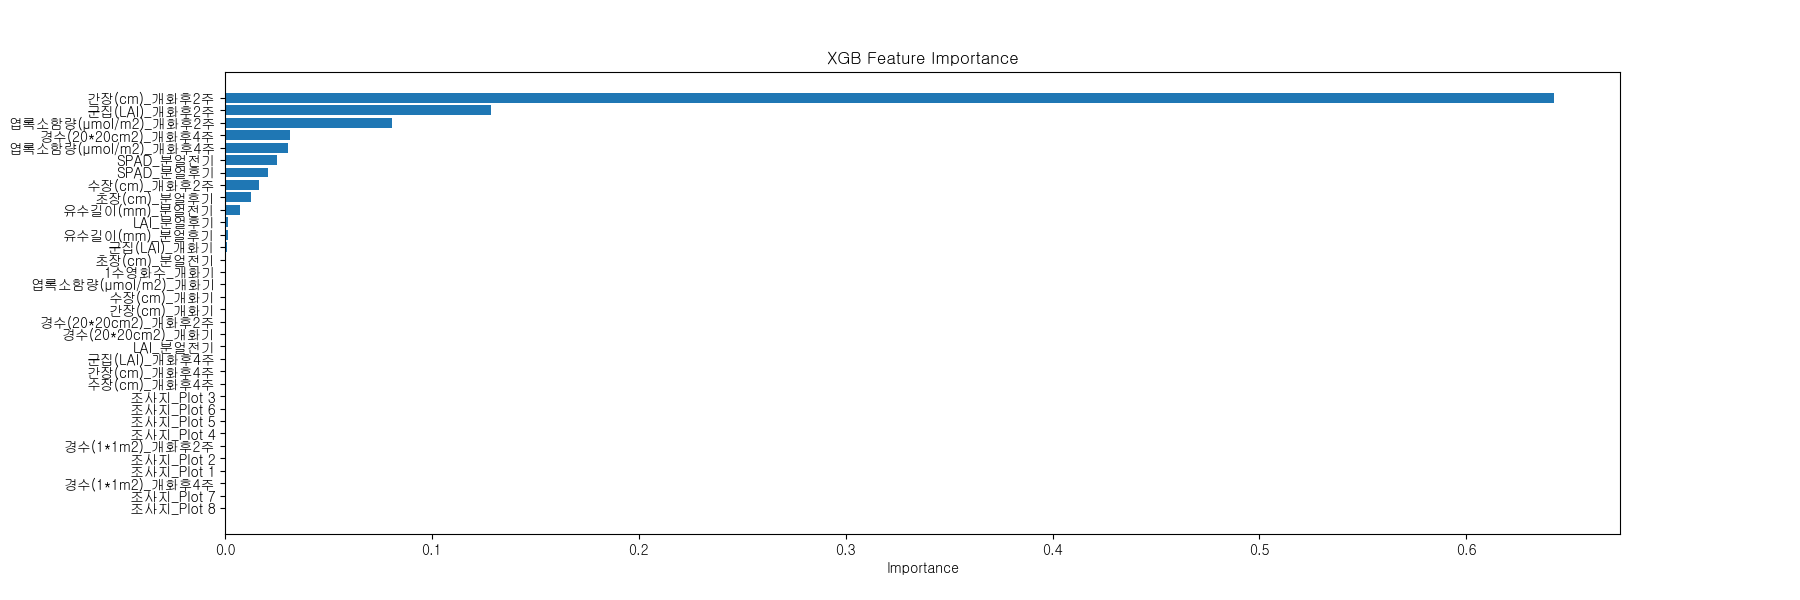 XGB Feature Importance
간장(cm)_개화후2주
군집(LAI)_개화후2주
엽록소함량(μmol/m2)_개화후2주
경수(20*20cm2)_개화후4주
엽록소함량(μmol/m2)_개화후4주
SPAD_분얼전기
SPAD_분얼후기
수장(cm)_개화후2주
초장(cm)_분얼후기
유수길이(mm)_분얼전기
LAI_분얼후기
유수길이(mm)_분얼후기
군집(LAI)_개화기
초장(cm)_분얼전기
1수영화수_개화기
엽록소함량(μmol/m2)_개화기
수장(cm)_개화기
간장(cm)_개화기
경수(20*20cm2)_개화후2주
경수(20*20cm2)_개화기
LAI_분얼전기
군집(LAI)_개화후4주
간장(cm)_개화후4주
수장(cm)_개화후4주
조사지_Plot 3
조사지_Plot 6
조사지_Plot 5
조사지_Plot 4
경수(1*1m2)_개화후2주
조사지_Plot 2
조사지_Plot 1
경수(1*1m2)_개화후4주
조사지_Plot 7
조사지_Plot 8
0.0 0.1 0.2 0.3 0.4 0.5 0.6
Importance